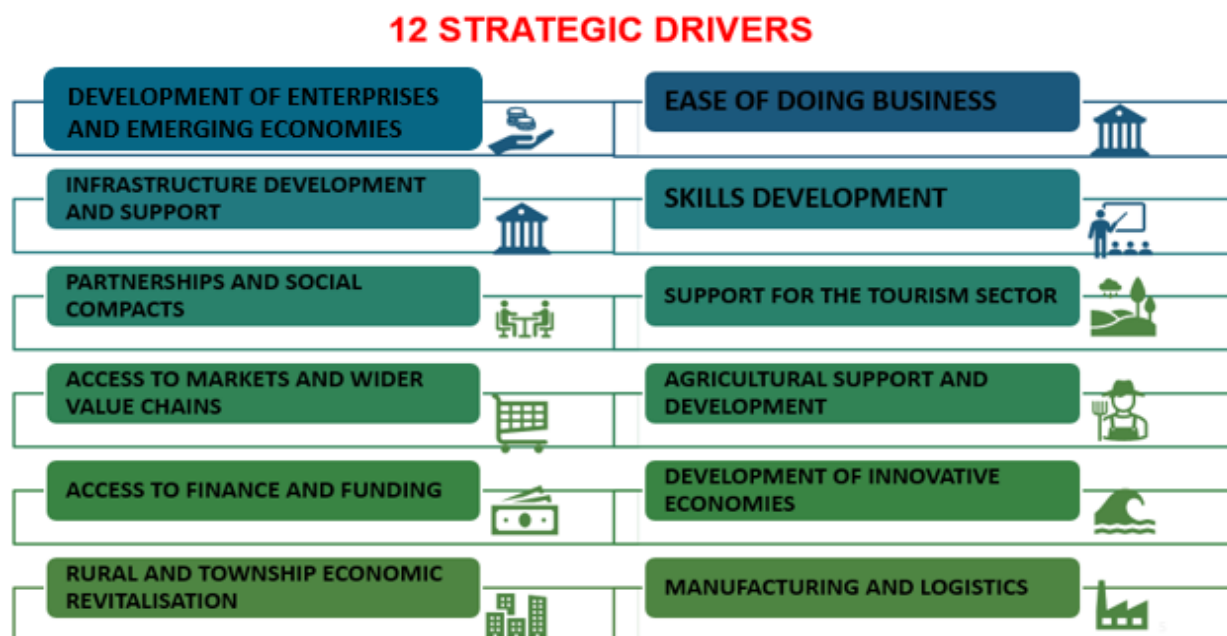 12 STRATEGIC DRIVERS
DEVELOPMENT OF ENTERPRISES
AND EMERGING ECONOMIES
EASE OF DOING BUSINESS
INFRASTRUCTURE DEVELOPMENT
AND SUPPORT
SKILLS DEVELOPMENT
PARTNERSHIPS AND SOCIAL
COMPACTS
SUPPORT FOR THE TOURISM SECTOR
ACCESS TO MARKETS AND WIDER
VALUE CHAINS
AGRICULTURAL SUPPORT AND
DEVELOPMENT
ACCESS TO FINANCE AND FUNDING
DEVELOPMENT OF INNOVATIVE
ECONOMIES
RURAL AND TOWNSHIP ECONOMIC
REVITALISATION
MANUFACTURING AND LOGISTICS